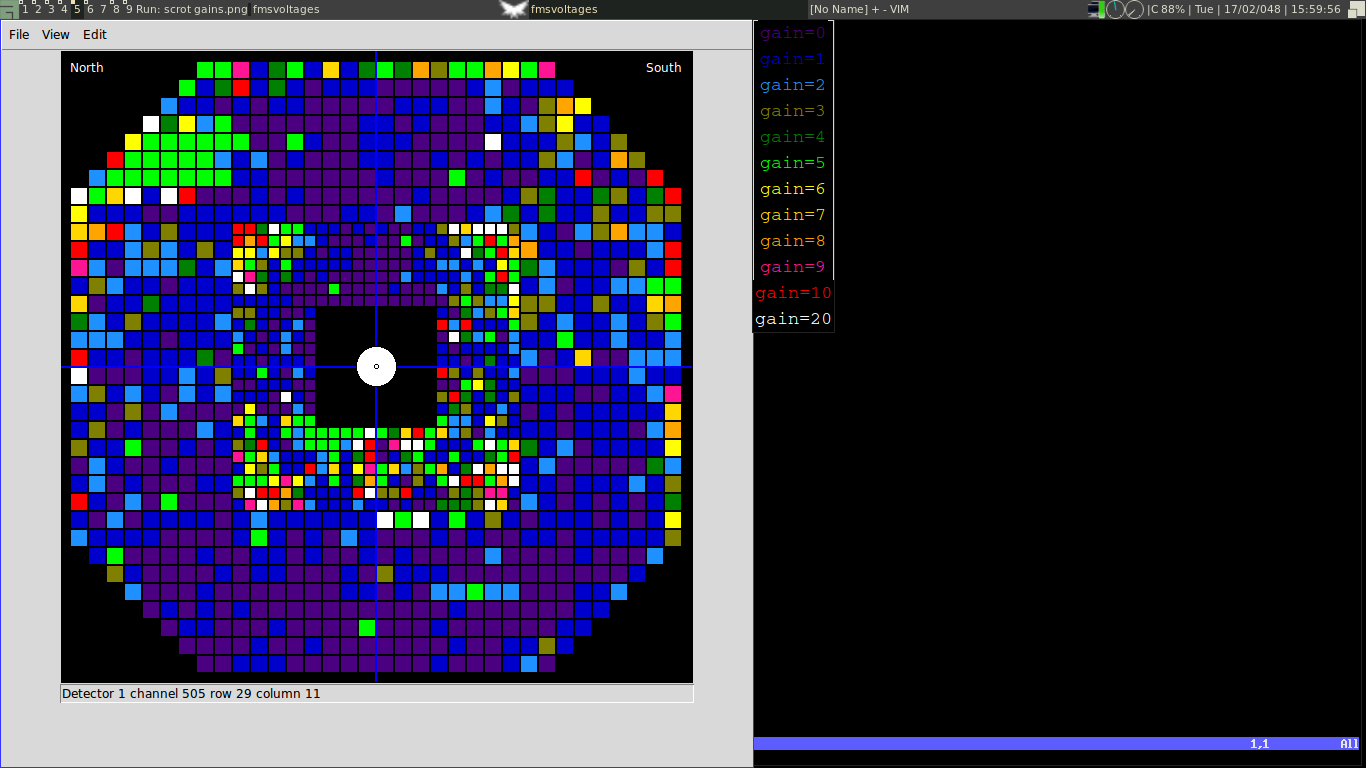 1 2 3 4 5 6 7 8 9 Run: scrot gains.png fmsvoltages fmsvoltages [No Name] + - VIM |C 88% | Tue | 17/02/048 | 15:59:56
File View Edit
North South
gain=0
gain=1
gain=2
gain=3
gain=4
gain=5
gain=6
gain=7
gain=8
gain=9
gain=10
gain=20
Detector 1 channel 505 row 29 column 11
1,1 All